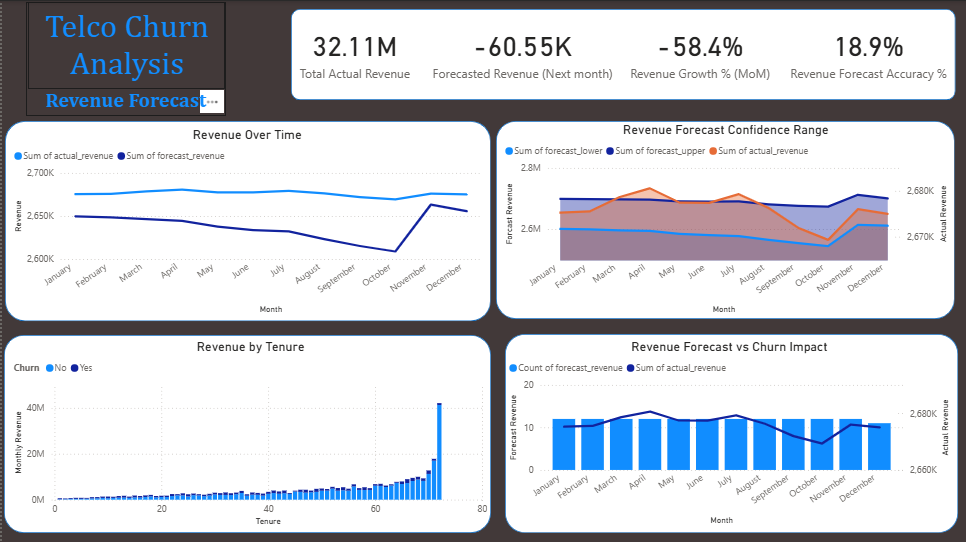 Telco Churn
Analysis
Revenue Forecast
32.11M
Total Actual Revenue
-60.55K
Forecasted Revenue (Next month)
-58.4%
Revenue Growth % (MoM)
18.9%
Revenue Forecast Accuracy %
Revenue Over Time
Sum of actual_revenue Sum of forecast_revenue
2,700K
2,650K
2,600K
Revenue
January February March April May June July August September October November December
Month
Revenue Forecast Confidence Range
Sum of forecast_lower Sum of forecast_upper Sum of actual_revenue
2.8M
2.6M
Forcast Revenue
2,680K
2,670K
Actual Revenue
January February March April May June July August September October November December
Month
Revenue by Tenure
Churn No Yes
40M
20M
0M
Monthly Revenue
0 20 40 60 80
Tenure
Revenue Forecast vs Churn Impact
Count of forecast_revenue Sum of actual_revenue
20
10
0
Forecast Revenue
2,680K
2,660K
Actual Revenue
January February March April May June July August September October November December
Month